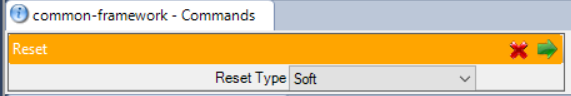 common-framework - Commands
Reset
Reset Type Soft